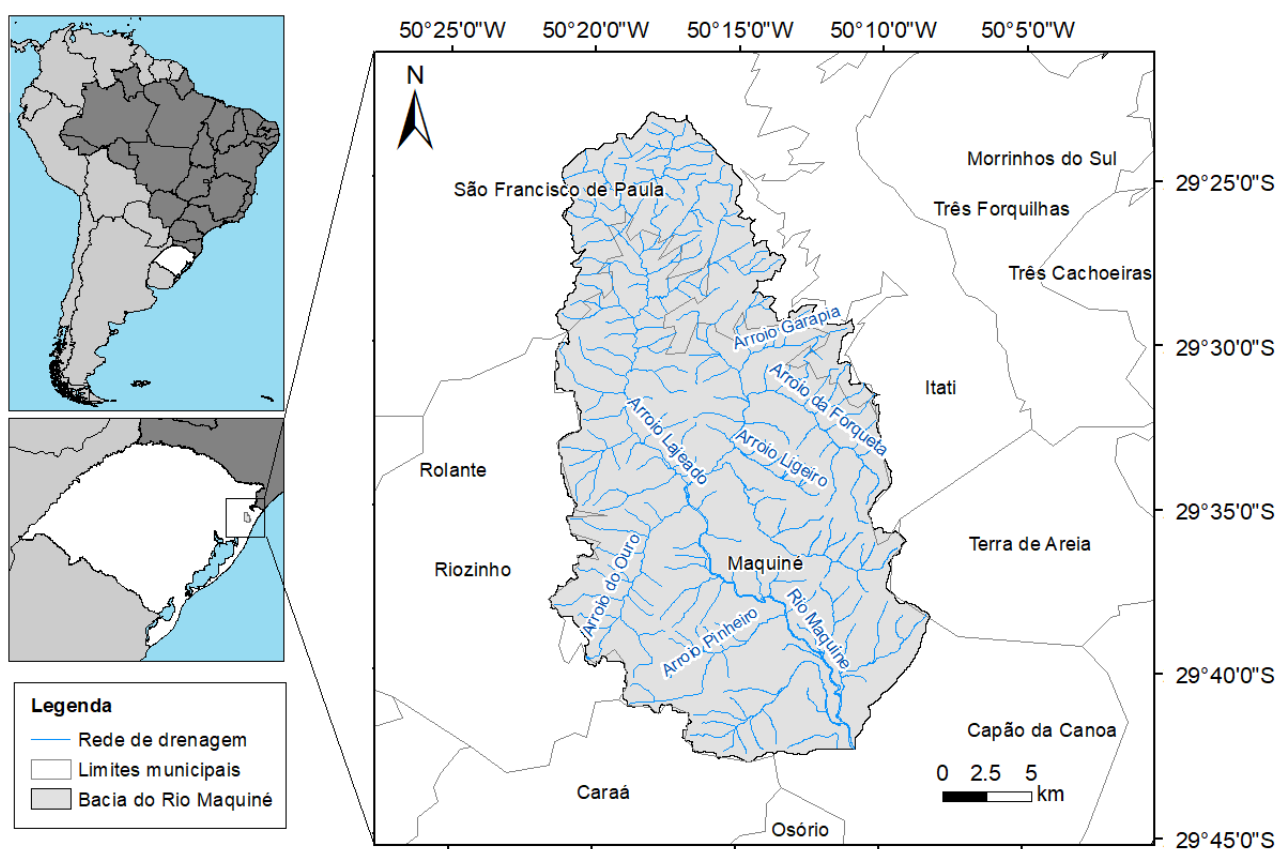 50°25'0"W 50°20'0"W 50°15'0"W 50°10'0"W 50°5'0"W
N
Morrinhos do Sul
29°25'0"S
São Francisco de Paula
Três Forquilhas
Três Cachoeiras
Arroio Garapia
29°30'0"S
Arroio da Forqueta
Itati
Arroio Lajeado
Arroio Ligeiro
Rolante
29°35'0"S
Terra de Areia
Arroio do Ouro
Maquiné
Riozinho
Rio Maquiné
Arroio Pinheiro
29°40'0"S
Legenda
Rede de drenagem
Limites municipais
Bacia do Rio Maquiné
Capão da Canoa
0 2.5 5
km
Caraá
Osório
29°45'0"S